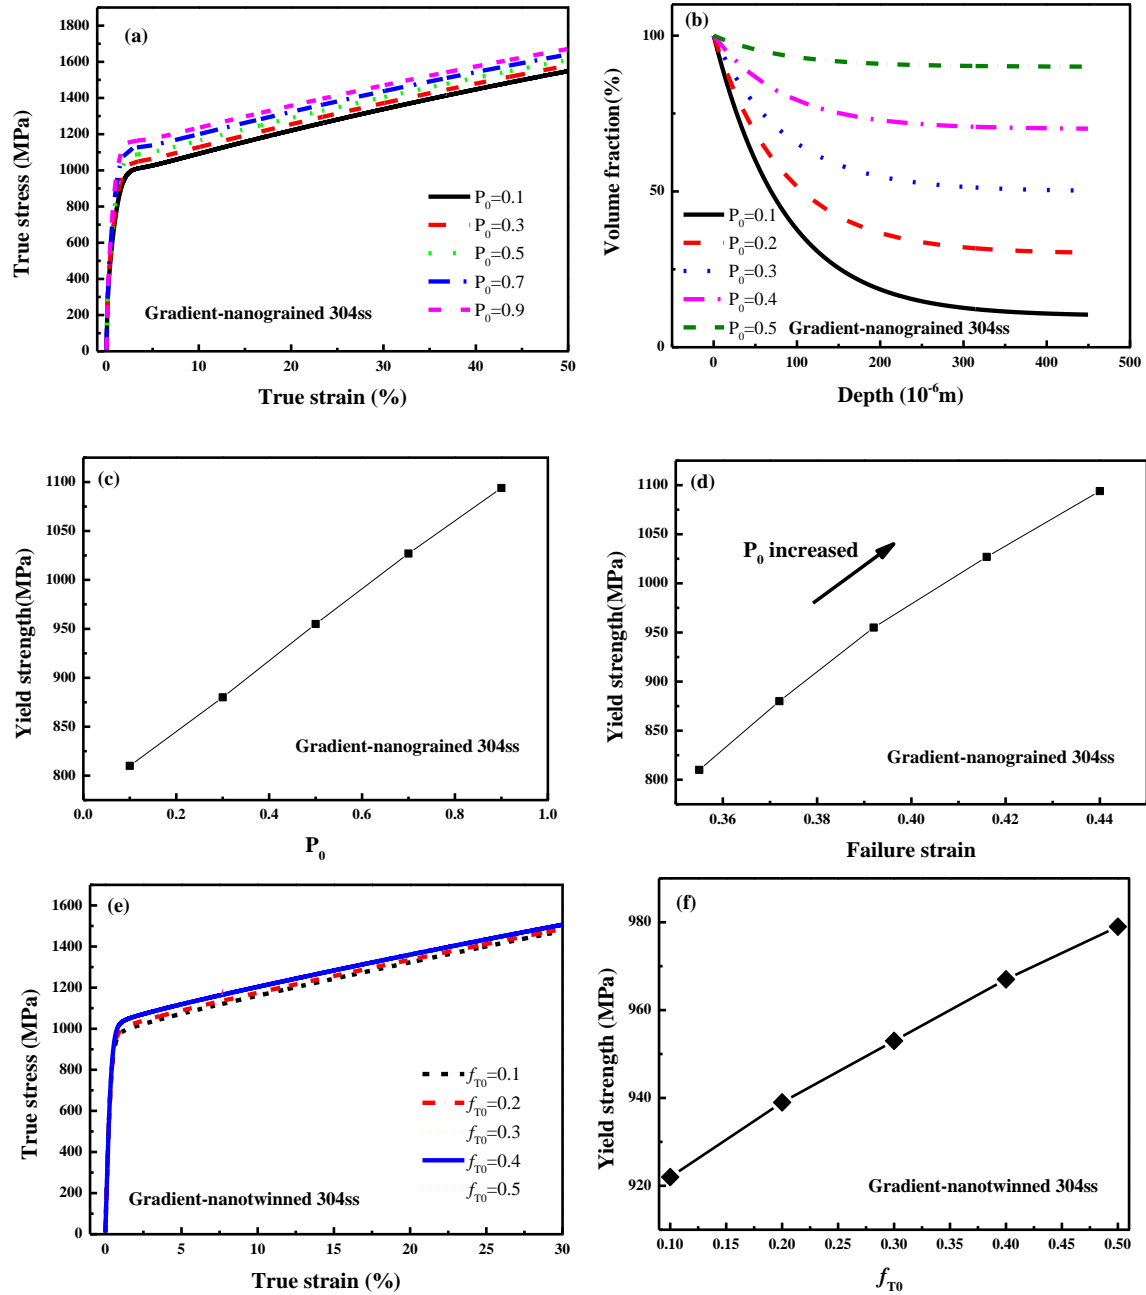 (a)
1800
1600
1400
1200
1000
800
600
400
200
0
True stress (MPa)
P0=0.1
P0=0.3
P0=0.5
P0=0.7
P0=0.9
Gradient-nanograined 304ss
0 10 20 30 40 50
True strain (%)
(b)
100
50
0
Volume fraction(%)
P0=0.1
P0=0.2
P0=0.3
P0=0.4
P0=0.5
Gradient-nanograined 304ss
0 100 200 300 400 500
Depth (10-6m)
(c)
1100
1050
1000
950
900
850
800
Yield strength(MPa)
Gradient-nanograined 304ss
0.0 0.2 0.4 0.6 0.8 1.0
P0
(d)
1100
1050
1000
950
900
850
800
Yield strength(MPa)
P0 increased
Gradient-nanograined 304ss
0.36 0.38 0.40 0.42 0.44
Failure strain
(e)
1600
1400
1200
1000
800
600
400
200
0
True stress (MPa)
fT0=0.1
fT0=0.2
fT0=0.3
fT0=0.4
fT0=0.5
Gradient-nanotwinned 304ss
0 5 10 15 20 25 30
True strain (%)
(f)
980
960
940
920
Yield strength (MPa)
Gradient-nanotwinned 304ss
0.10 0.15 0.20 0.25 0.30 0.35 0.40 0.45 0.50
fT0